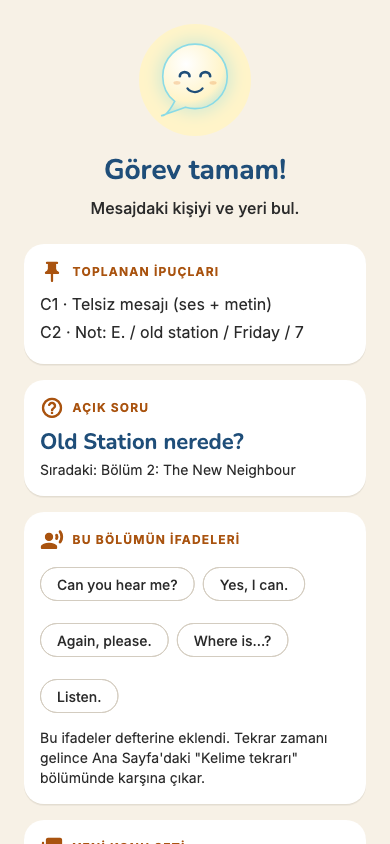 Görev tamam!
Mesajdaki kişiyi ve yeri bul.
TOPLANAN İPUÇLARI
C1 · Telsiz mesajı (ses + metin)
C2 · Not: E. / old station / Friday / 7
AÇIK SORU
Old Station nerede?
Sıradaki: Bölüm 2: The New Neighbour
BU BÖLÜMÜN İFADELERİ
Can you hear me?
Yes, I can.
Again, please.
Where is...?
Listen.
Bu ifadeler defterine eklendi. Tekrar zamanı
gelince Ana Sayfa'daki "Kelime tekrarı"
bölümünde karşına çıkar.